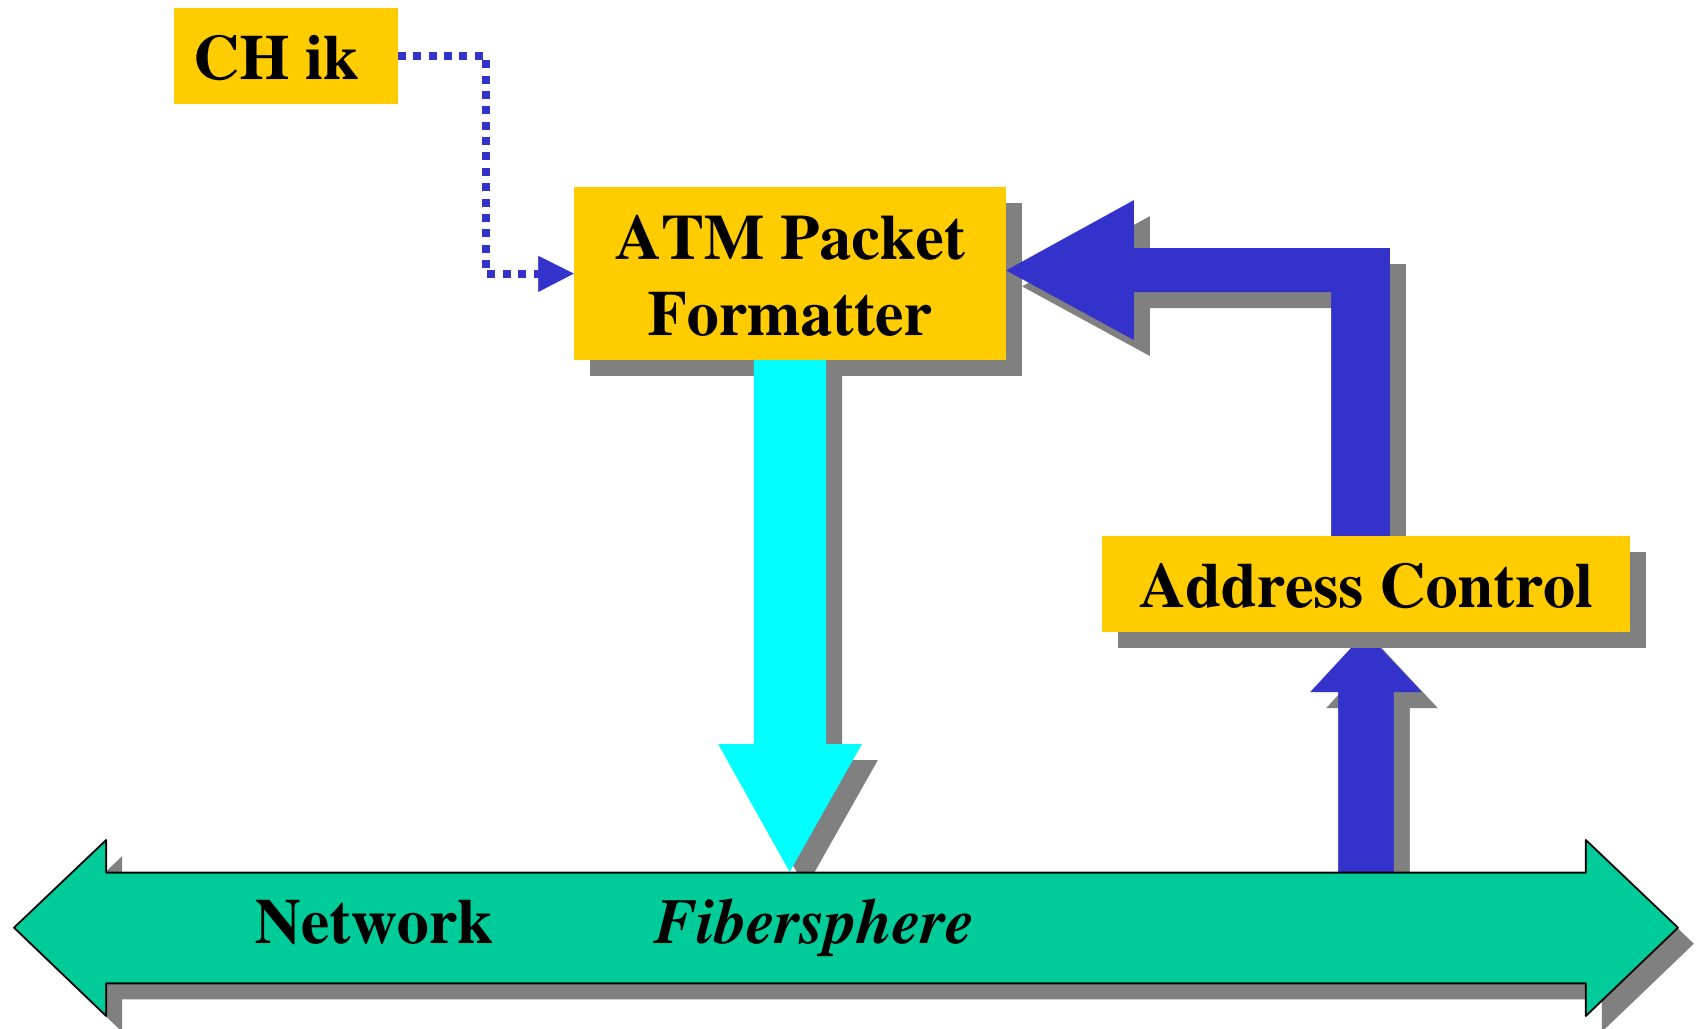 CH ik
ATM Packet
Formatter
Address Control
Network Fibersphere